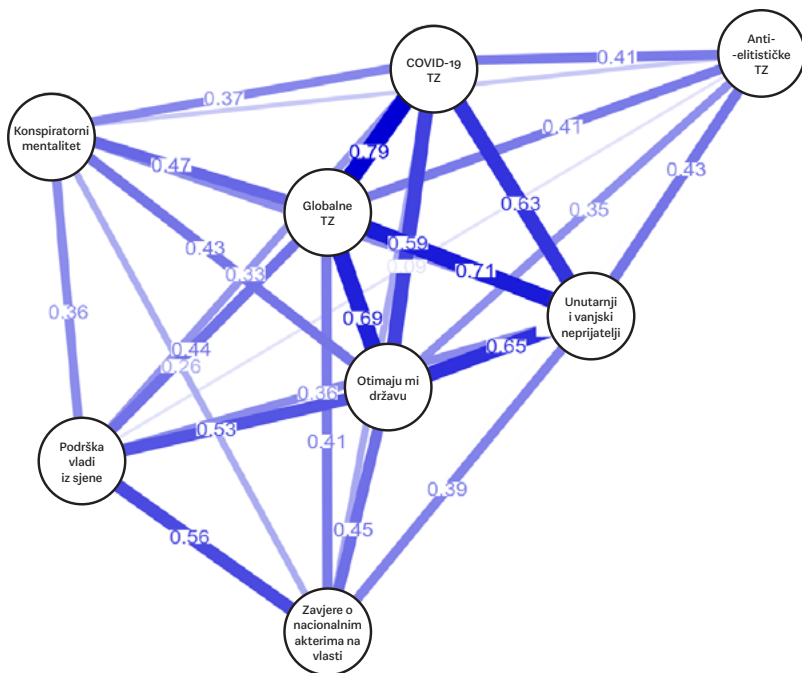 Anti-
-elitističke
TZ
COVID-19
TZ
0.41
0.37
Konspiratorni
mentalitet
0.79
0.41
0.47
0.43
Globalne
TZ
0.63
0.35
0.43
0.59
0.33
0.09
0.71
0.36
Unutarnji
i vanjski
neprijatelji
0.69
0.44
0.65
0.26
Otimaju mi
državu
0.36
0.53
0.41
Podrška
vladi
iz sjene
0.39
0.56
0.45
Zavjere o
nacionalnim
akterima na
vlasti